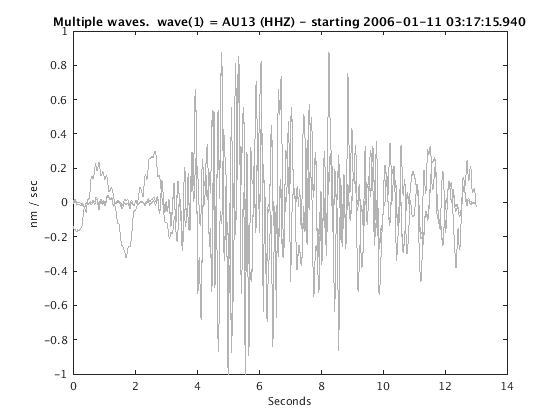 Multiple waves.  wave(1) = AU13 (HHZ) - starting 2006-01-11 03:17:15.940
1
0.8
0.6
0.4
0.2
0
-0.2
-0.4
-0.6
-0.8
-1
nm / sec
0 2 4 6 8 10 12 14
Seconds